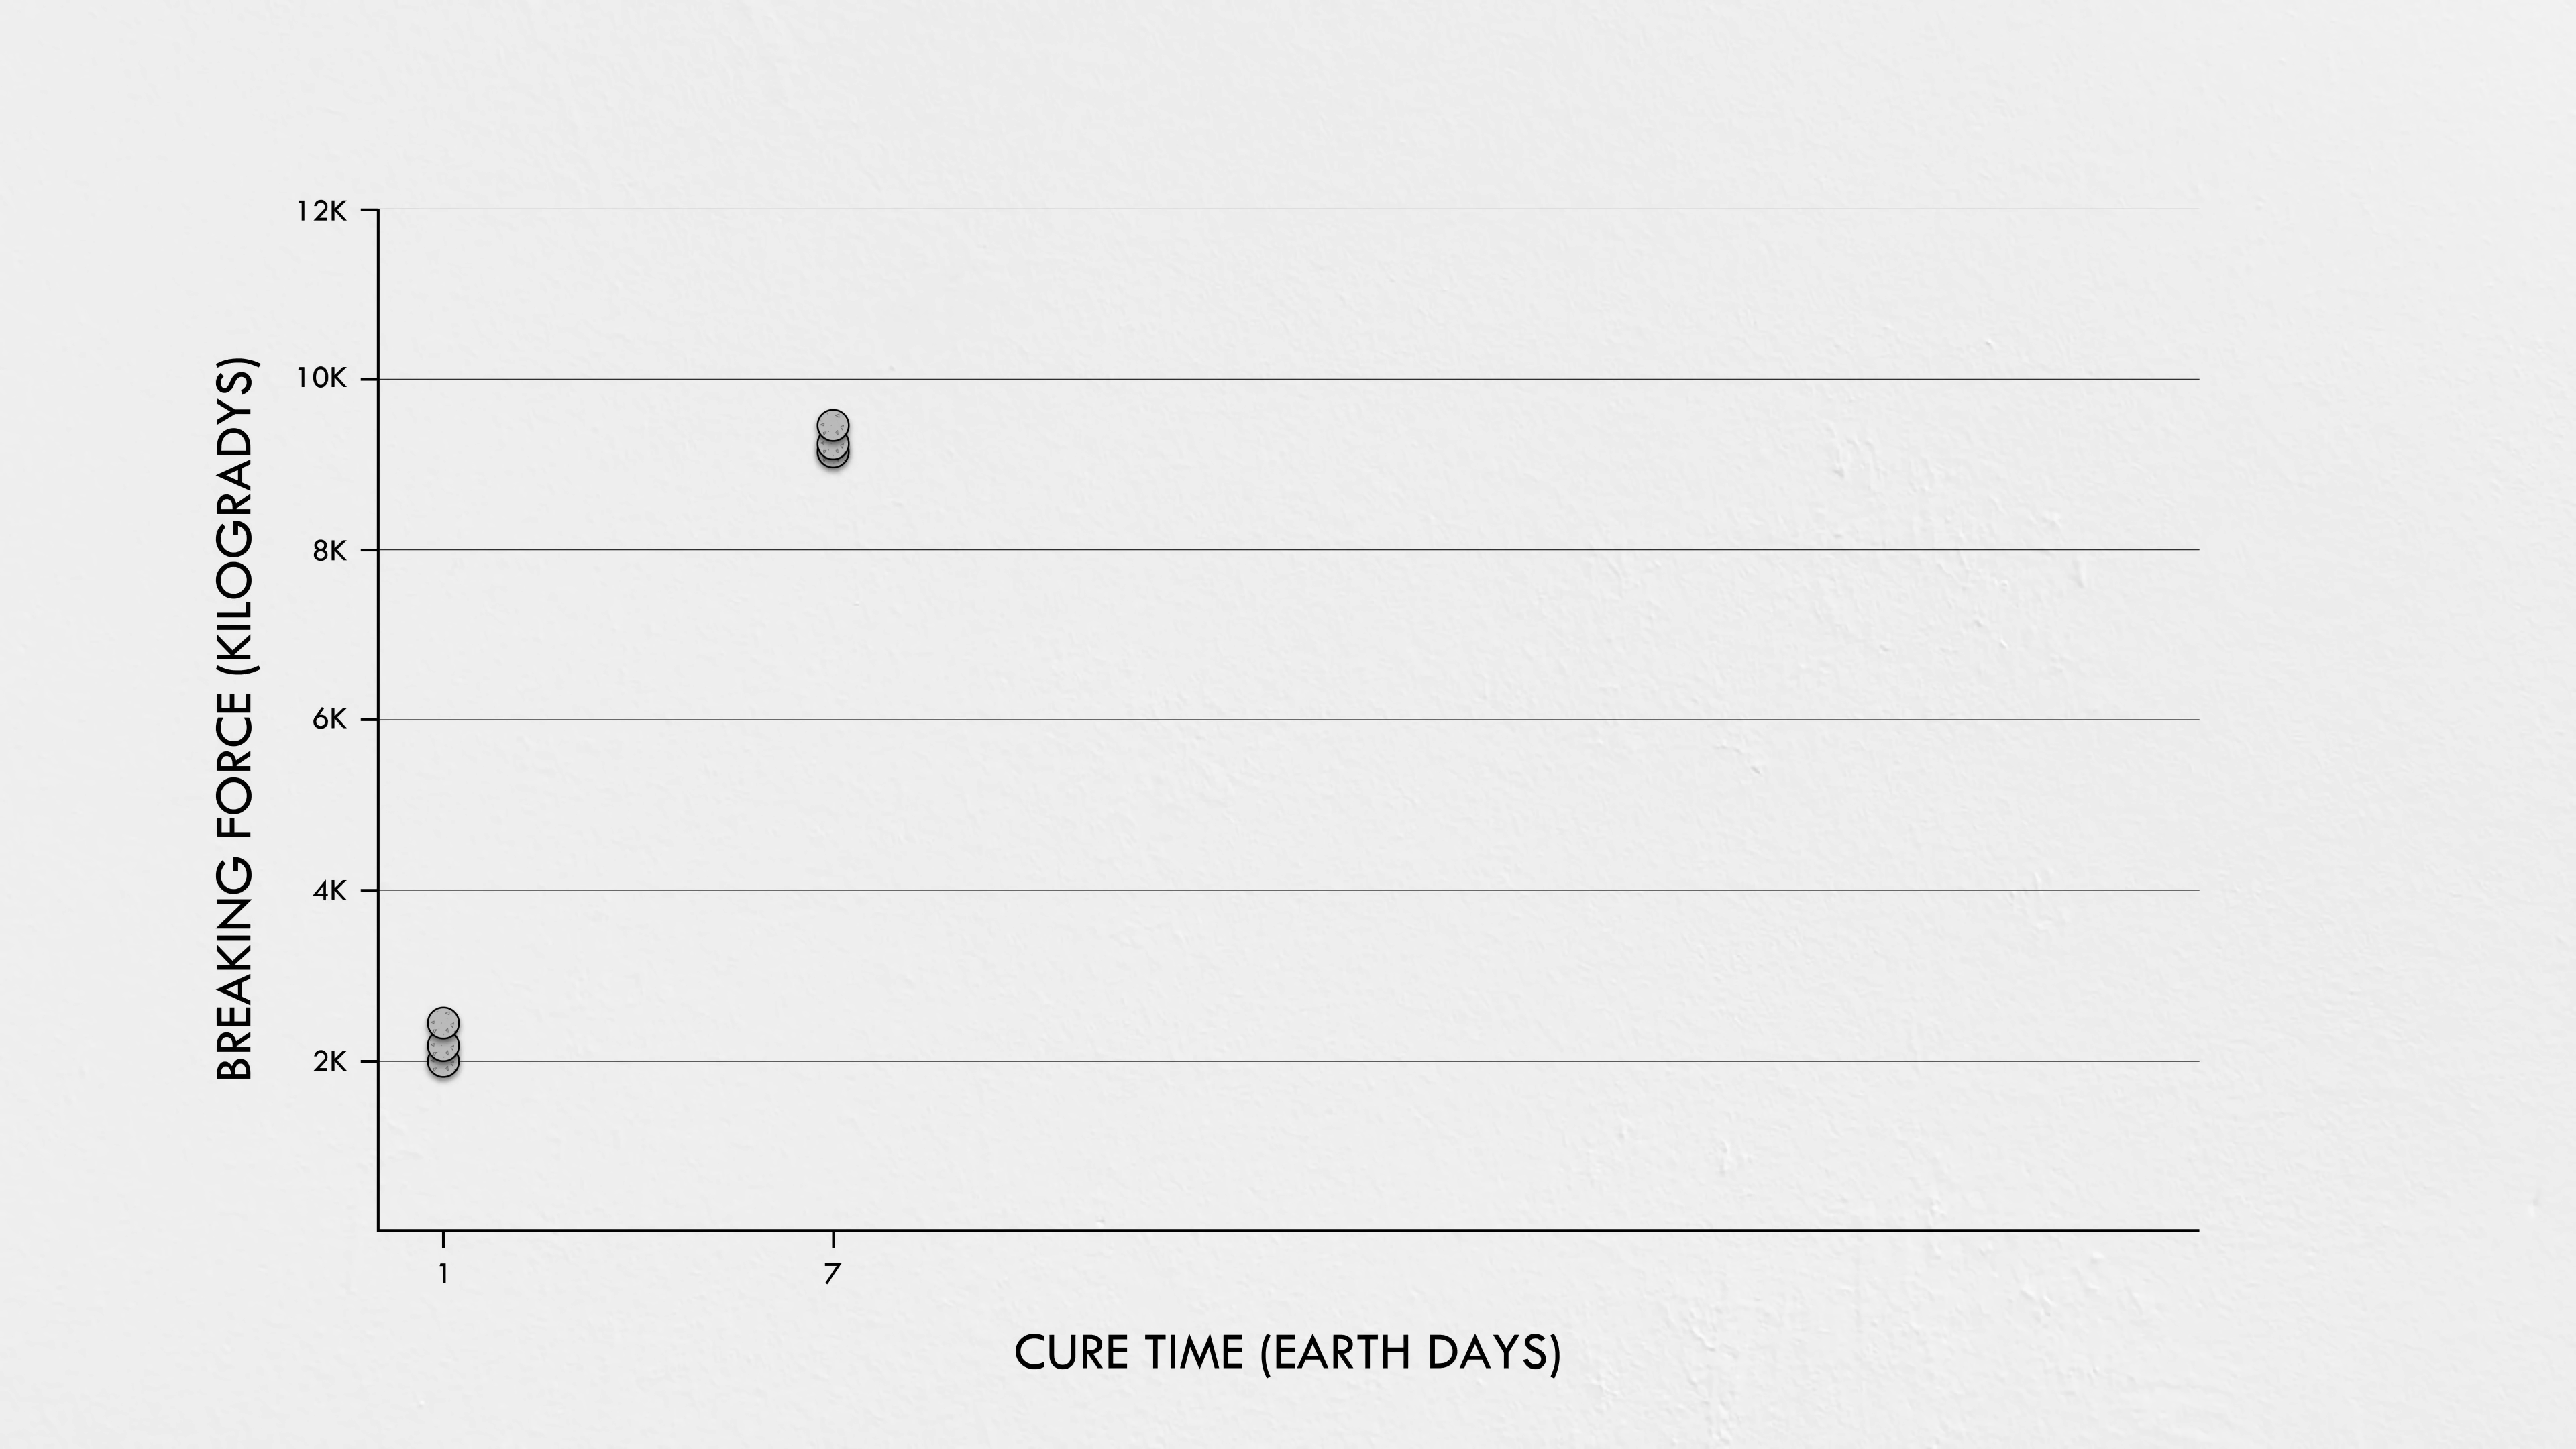 12K
10K
8K
6K
4K
2K
BREAKING FORCE (KILOGRADYS)
1
7
CURE TIME (EARTH DAYS)